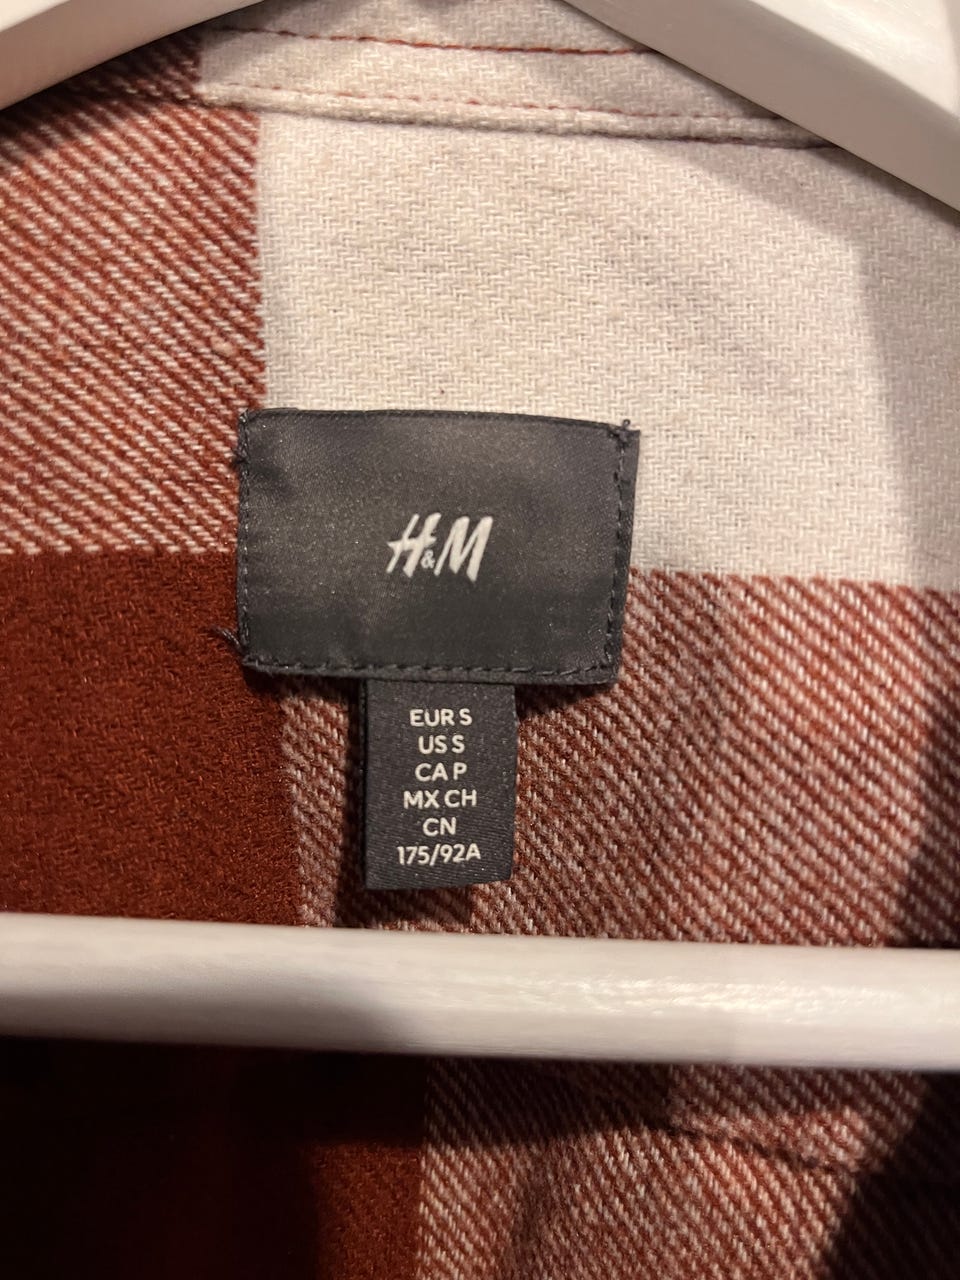 H&M
EUR S
US S
CA P
MX CH
CN
175/92A